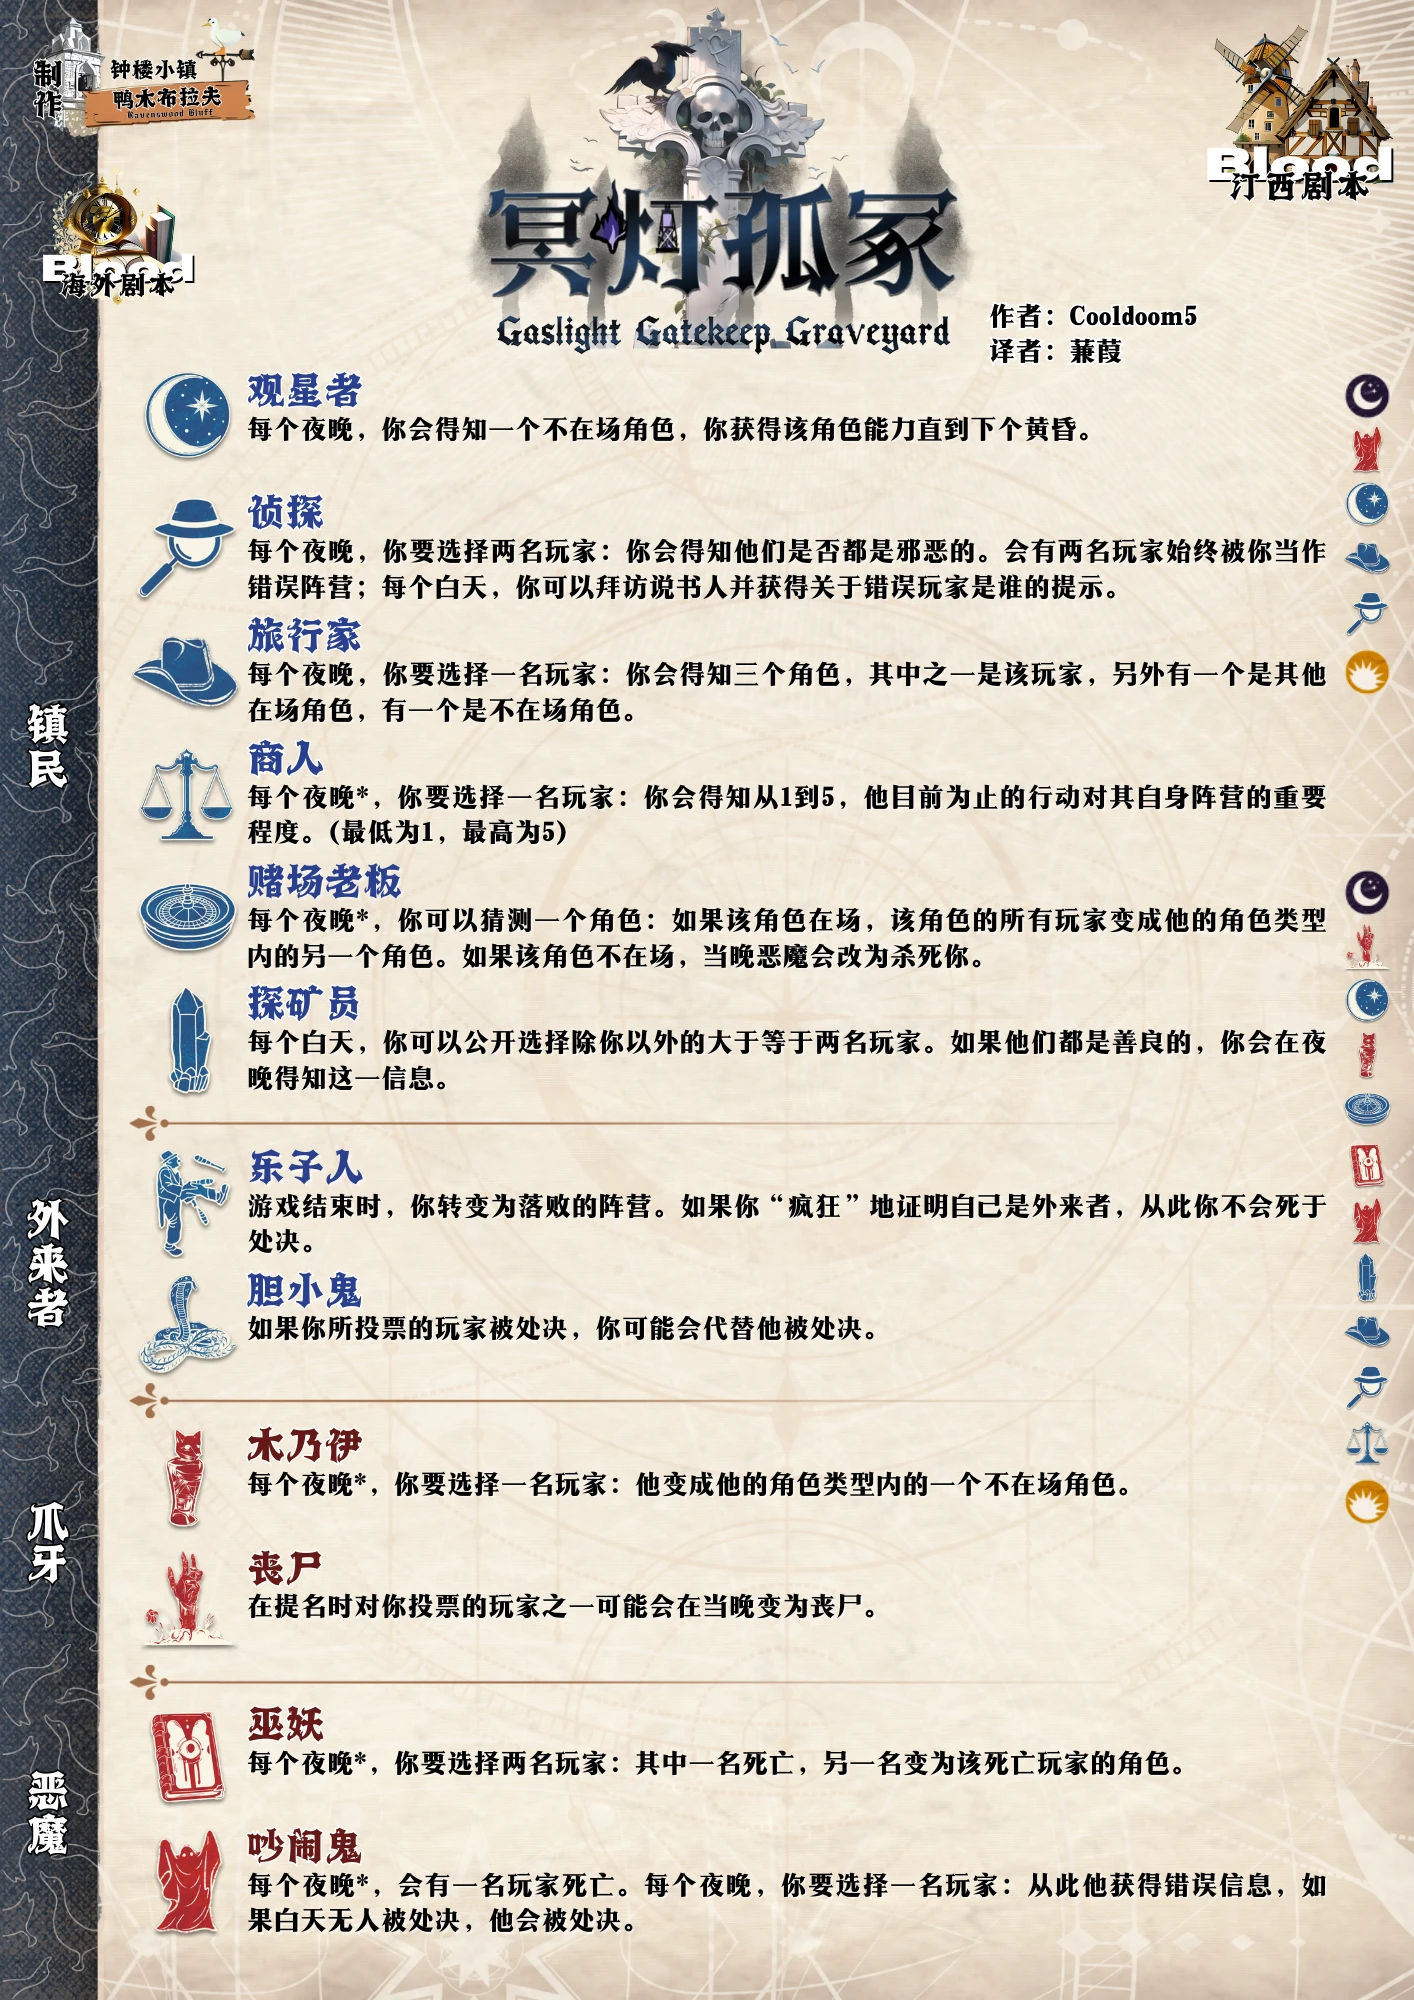 制作
钟楼小镇
鸭木布拉夫
Ravenswood Bluff
Blood
海外剧本
Blood
汀西剧本
冥灯孤冢
Gaslight Gatekeep Graveyard
作者：Cooldoom5
译者：蒹葭
镇民
观星者
每个夜晚，你会得知一个不在场角色，你获得该角色能力直到下个黄昏。
侦探
每个夜晚，你要选择两名玩家：你会得知他们是否都是邪恶的。会有两名玩家始终被你当作
错误阵营；每个白天，你可以拜访说书人并获得关于错误玩家是谁的提示。
旅行家
每个夜晚，你要选择一名玩家：你会得知三个角色，其中之一是该玩家，另外有一个是其他
在场角色，有一个是不在场角色。
商人
每个夜晚*，你要选择一名玩家：你会得知从1到5，他目前为止的行动对其自身阵营的重要
程度。(最低为1，最高为5)
赌场老板
每个夜晚*，你可以猜测一个角色：如果该角色在场，该角色的所有玩家变成他的角色类型
内的另一个角色。如果该角色不在场，当晚恶魔会改为杀死你。
探矿员
每个白天，你可以公开选择除你以外的大于等于两名玩家。如果他们都是善良的，你会在夜
晚得知这一信息。
外来者
乐子人
游戏结束时，你转变为落败的阵营。如果你“疯狂”地证明自己是外来者，从此你不会死于
处决。
胆小鬼
如果你所投票的玩家被处决，你可能会代替他被处决。
爪牙
木乃伊
每个夜晚*，你要选择一名玩家：他变成他的角色类型内的一个不在场角色。
丧尸
在提名时对你投票的玩家之一可能会在当晚变为丧尸。
恶魔
巫妖
每个夜晚*，你要选择两名玩家：其中一名死亡，另一名变为该死亡玩家的角色。
吵闹鬼
每个夜晚*，会有一名玩家死亡。每个夜晚，你要选择一名玩家：从此他获得错误信息，如
果白天无人被处决，他会被处决。